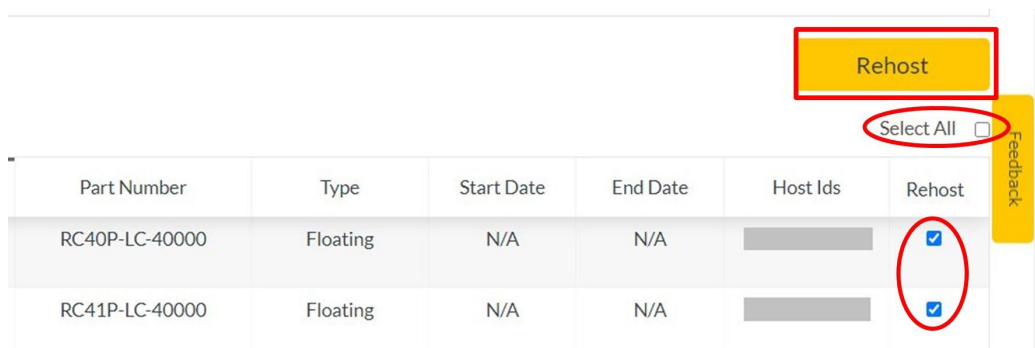 Rehost
Select All
Feedback
Part Number Type Start Date End Date Host Ids Rehost
RC40P-LC-40000 Floating N/A N/A
RC41P-LC-40000 Floating N/A N/A